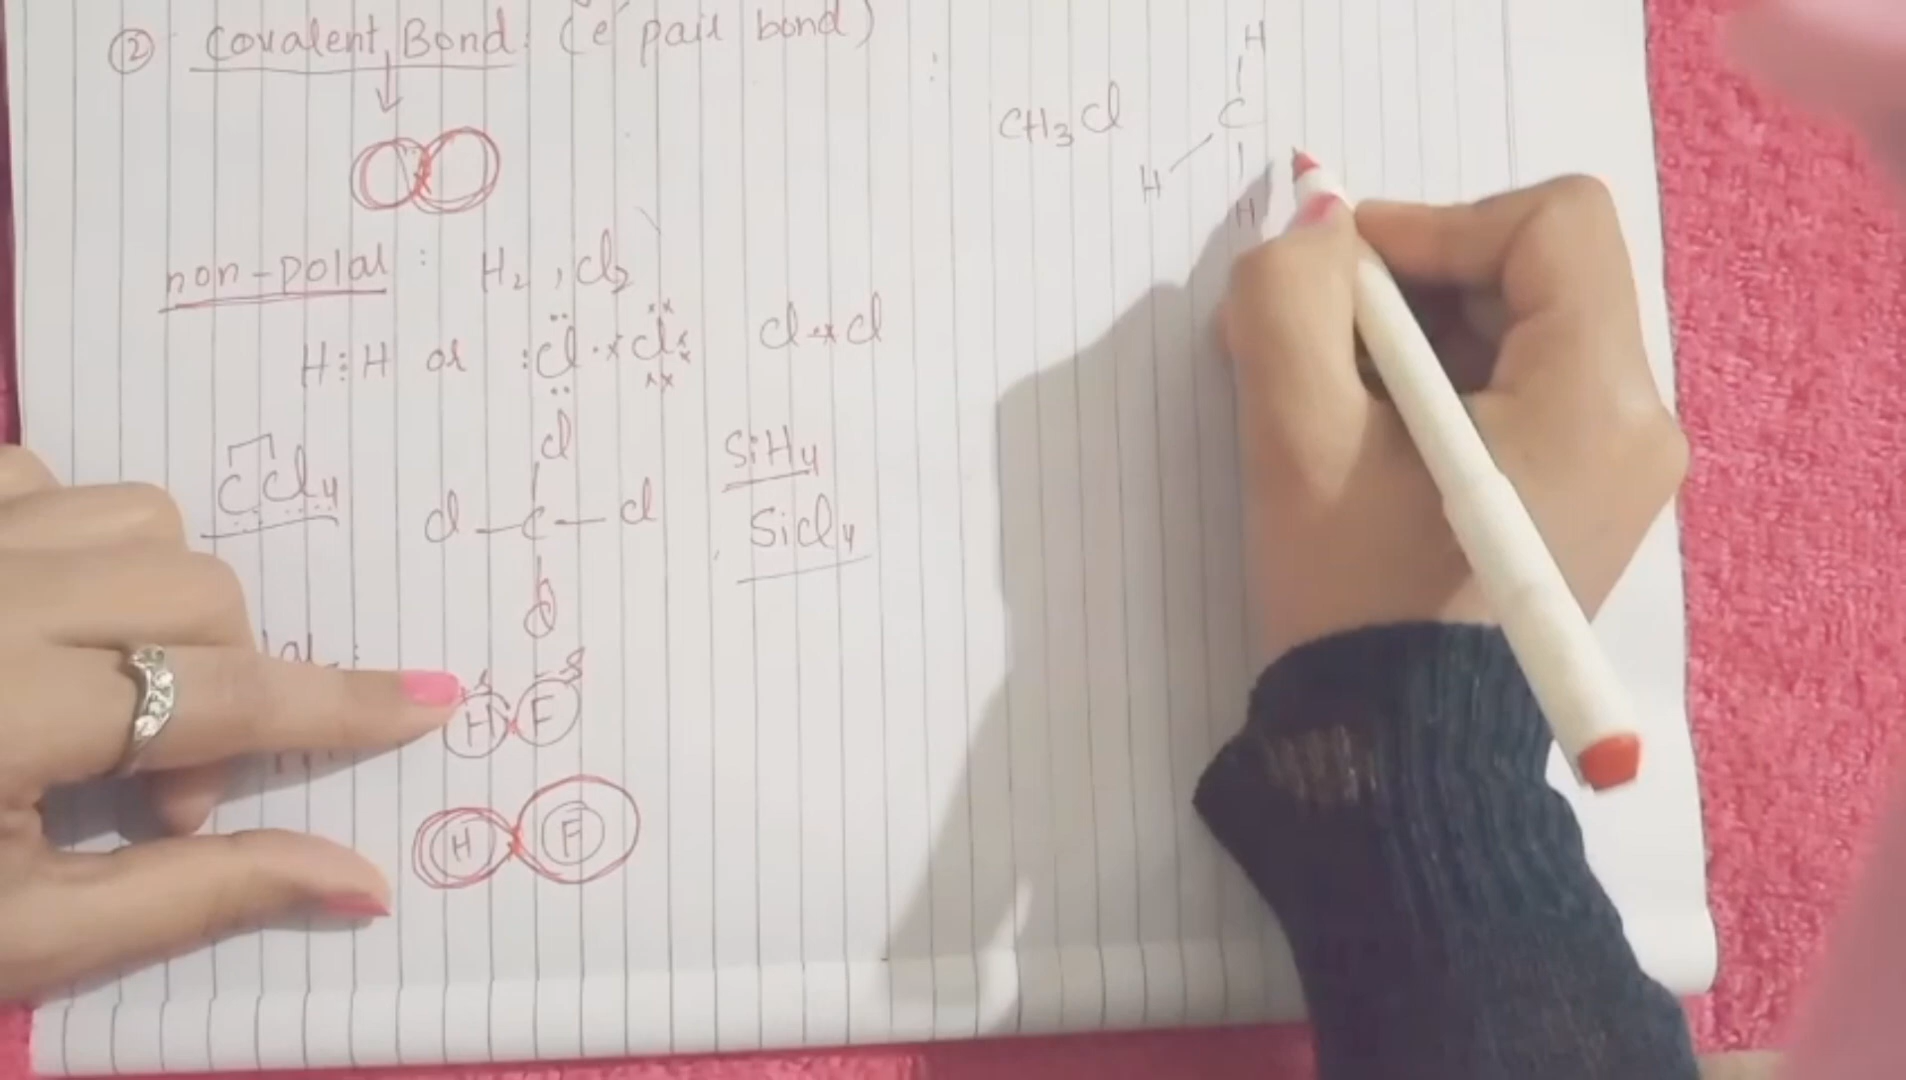 ② Covalent Bond : (e⁻ pair bond)
non-polar : H₂, Cl₂
H : H or :Cl·×Cl Cl·×Cl
CCl₄
Cl
Cl — C — Cl
Cl
SiH₄
SiCl₄
H F
δ
H F
CH₃Cl
H
C
H
H